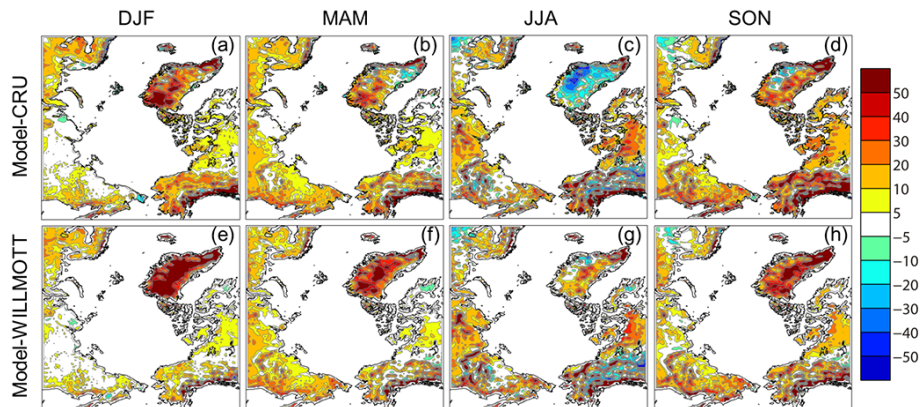 DJF MAM JJA SON
Model-CRU
(a) (b) (c) (d)
Model-WILLMOTT
(e) (f) (g) (h)
50
40
30
20
10
5
−5
−10
−20
−30
−40
−50